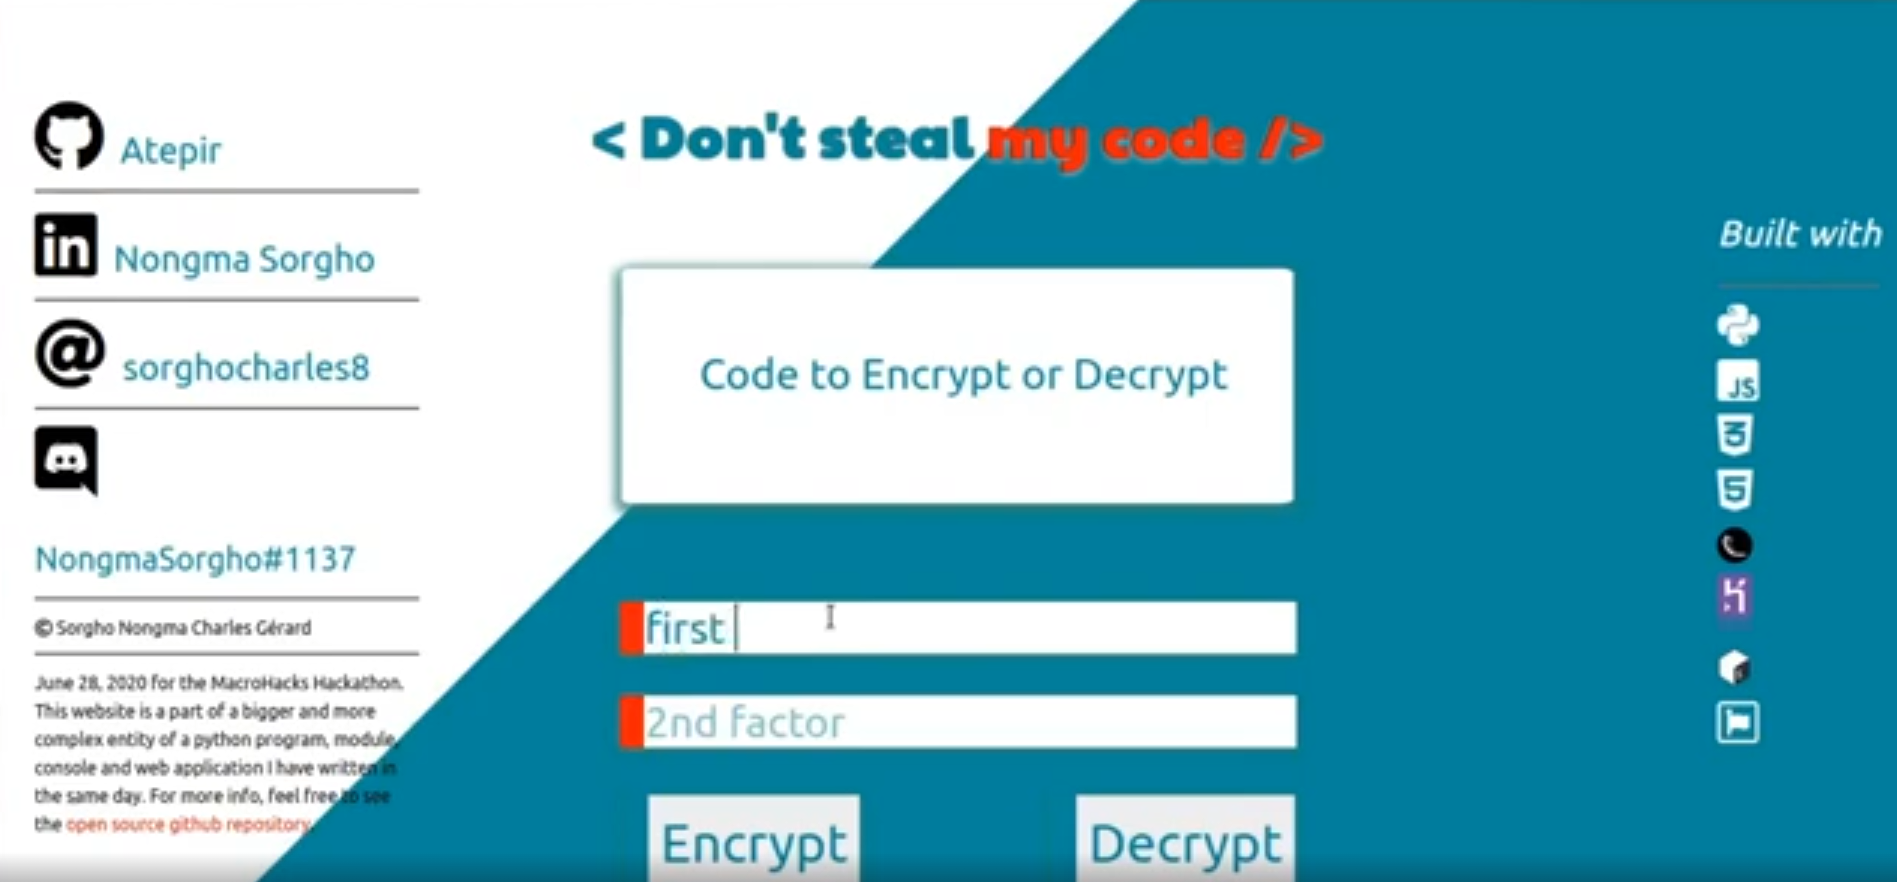 < Don't steal my code />
Atepir
in
Nongma Sorgho
@
sorghocharles8
NongmaSorgho#1137
© Sorgho Nongma Charles Gérard
June 28, 2020 for the MacroHacks Hackathon.
This website is a part of a bigger and more
complex entity of a python program, module,
console and web application I have written in
the same day. For more info, feel free to see
the open source github repository.
Code to Encrypt or Decrypt
first
2nd factor
Encrypt
Decrypt
Built with
JS
3
5